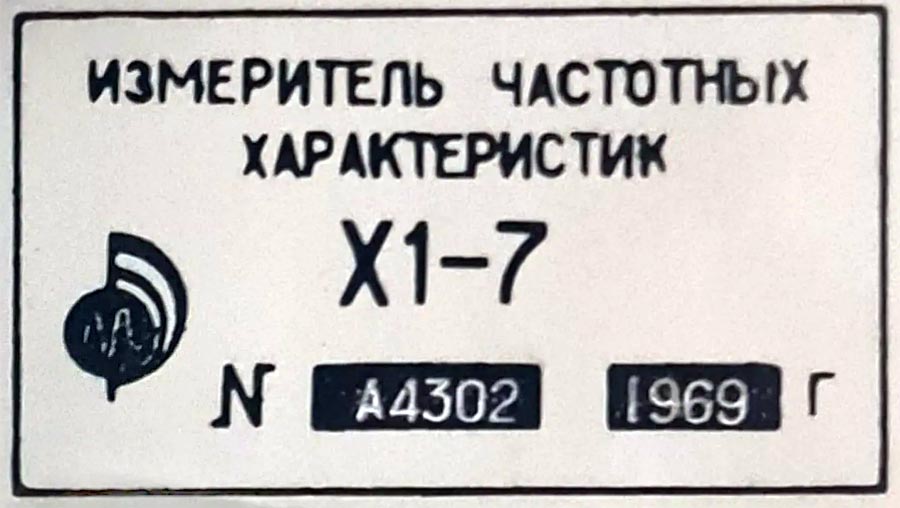 ИЗМЕРИТЕЛЬ ЧАСТОТНЫХ
ХАРАКТЕРИСТИК
Х1-7
N А4302 1969 Г